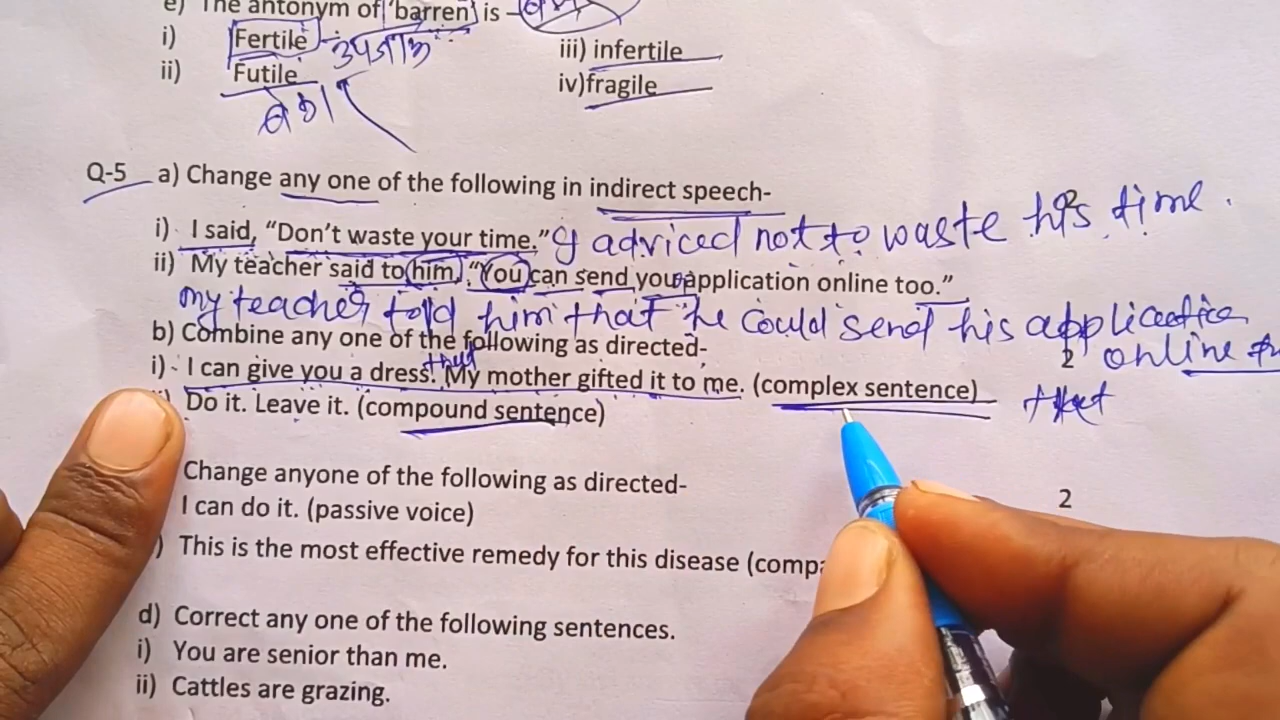 e) The antonym of 'barren' is –
i) Fertile - उपजाऊ iii) infertile
ii) Futile iv)fragile
Q-5 a) Change any one of the following in indirect speech- 2
i) I said, “Don’t waste your time.” I adviced not to waste his time.
ii) My teacher said to him, “You can send your application online too.”
my teacher told him that he could send his application
online
b) Combine any one of the following as directed- 2
i) I can give you a dress. that My mother gifted it to me. (complex sentence) that
Do it. Leave it. (compound sentence)
Change anyone of the following as directed- 2
I can do it. (passive voice)
) This is the most effective remedy for this disease (comp
d) Correct any one of the following sentences.
i) You are senior than me.
ii) Cattles are grazing.